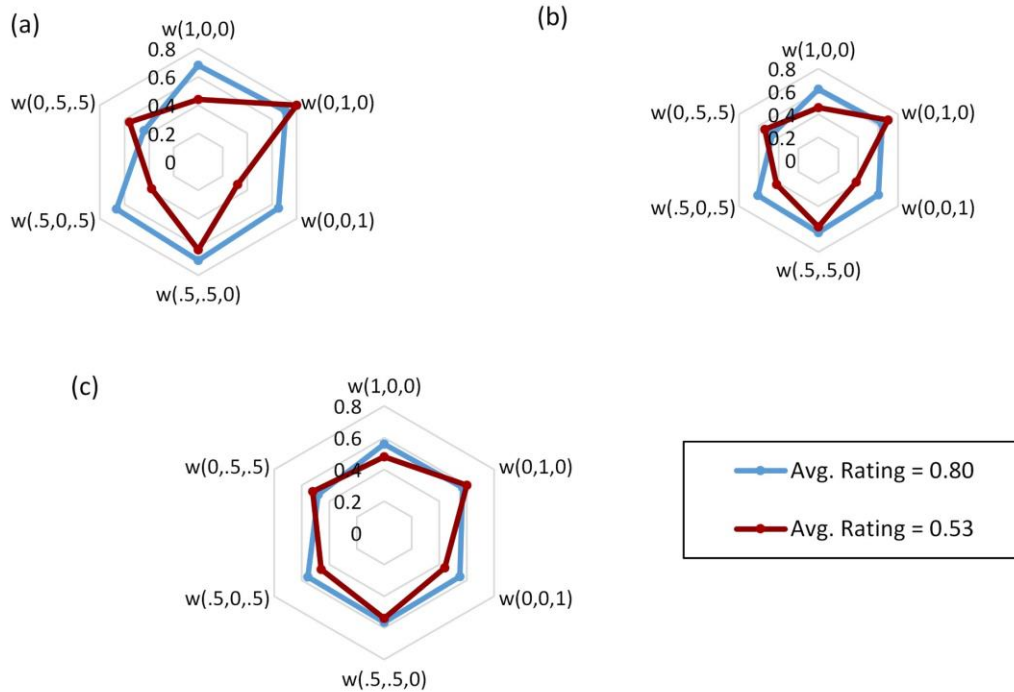 (a)
w(1,0,0)
0.8
0.6
0.4
0.2
0
w(0,1,0)
w(0,0,1)
w(.5,.5,0)
w(.5,0,.5)
w(0,.5,.5)
(b)
w(1,0,0)
0.8
0.6
0.4
0.2
0
w(0,1,0)
w(0,0,1)
w(.5,.5,0)
w(.5,0,.5)
w(0,.5,.5)
(c)
w(1,0,0)
0.8
0.6
0.4
0.2
0
w(0,1,0)
w(0,0,1)
w(.5,.5,0)
w(.5,0,.5)
w(0,.5,.5)
Avg. Rating = 0.80
Avg. Rating = 0.53